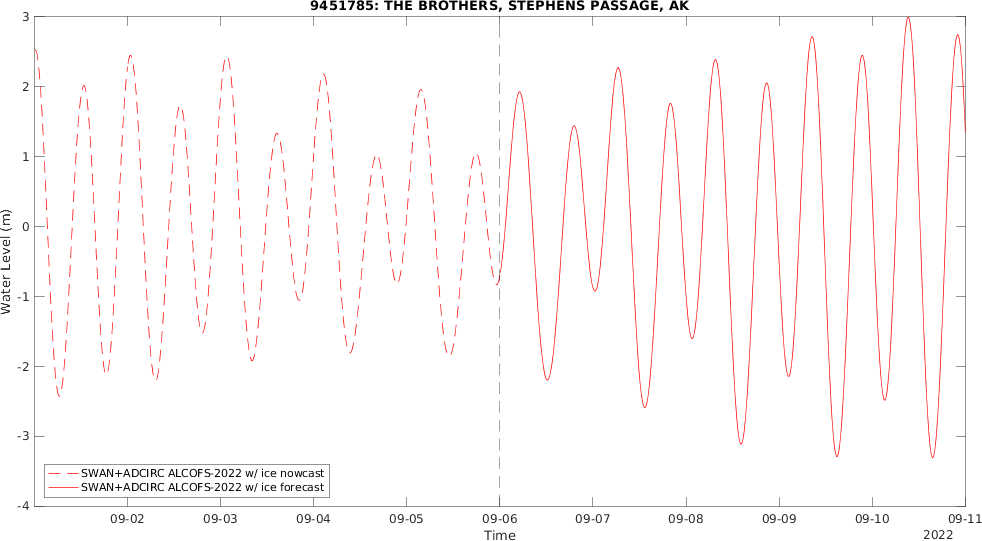 9451785: THE BROTHERS, STEPHENS PASSAGE, AK
3
2
1
0
-1
-2
-3
-4
Water Level (m)
SWAN+ADCIRC ALCOFS-2022 w/ ice nowcast
SWAN+ADCIRC ALCOFS-2022 w/ ice forecast
09-02 09-03 09-04 09-05 09-06 09-07 09-08 09-09 09-10 09-11
Time
2022